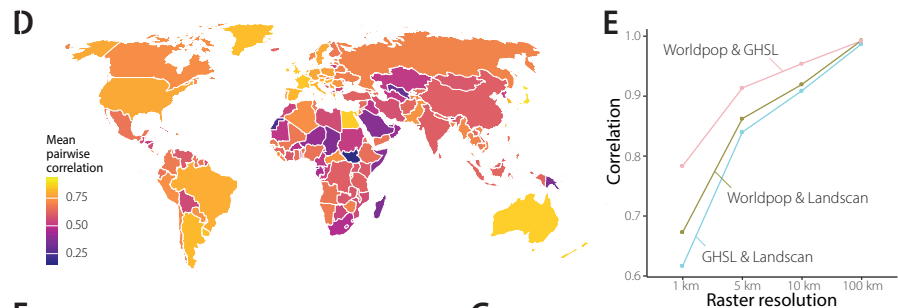 D
Mean
pairwise
correlation
0.75
0.50
0.25
E
Correlation
1.0
0.9
0.8
0.7
0.6
Worldpop & GHSL
Worldpop & Landscan
GHSL & Landscan
1 km
5 km
10 km
100 km
Raster resolution